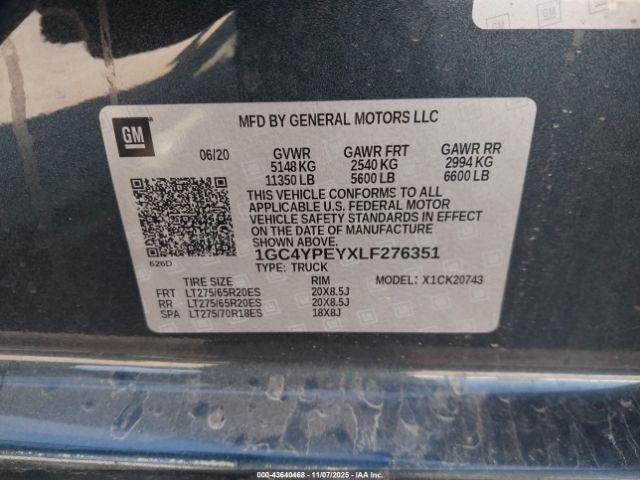 GM
MFD BY GENERAL MOTORS LLC
06/20 GVWR GAWR FRT GAWR RR
5148 KG 2540 KG 2994 KG
11350 LB 5600 LB 6600 LB
THIS VEHICLE CONFORMS TO ALL
APPLICABLE U.S. FEDERAL MOTOR
VEHICLE SAFETY STANDARDS IN EFFECT
ON THE DATE OF MANUFACTURE
SHOWN ABOVE.
1GC4YPEYXLF276351
626D
TYPE: TRUCK
TIRE SIZE RIM MODEL: X1CK20743
FRT LT275/65R20ES 20X8.5J
RR LT275/65R20ES 20X8.5J
SPA LT275/70R18ES 18X8J
000-43640468 - 11/07/2025 - IAA Inc.